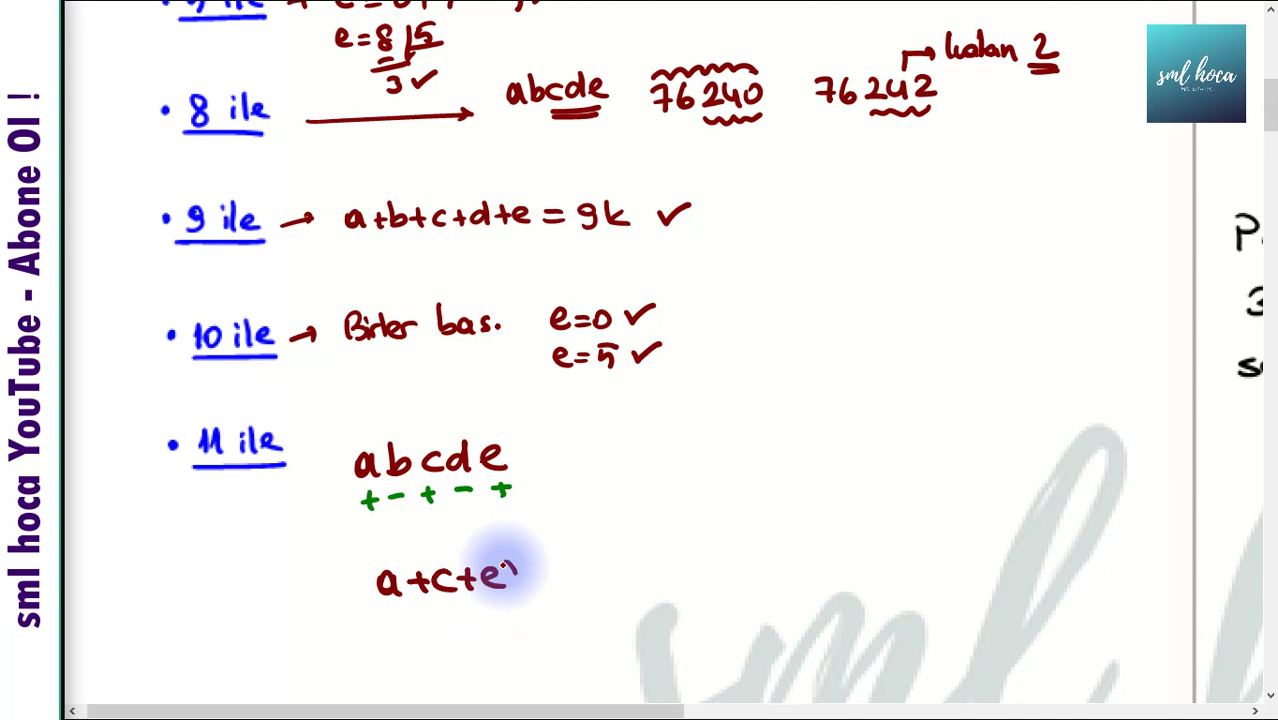 e=8 5
3 ✓
• 8 ile → abcde 76240 76242 → kalan 2
• 9 ile → a+b+c+d+e = 9k ✓
• 10 ile → Birler bas. e=0 ✓
e=5 ✓
• 11 ile abcde
+ - + - +
a+c+e
sml hoca YouTube - Abone Ol !
sml hoca
sml